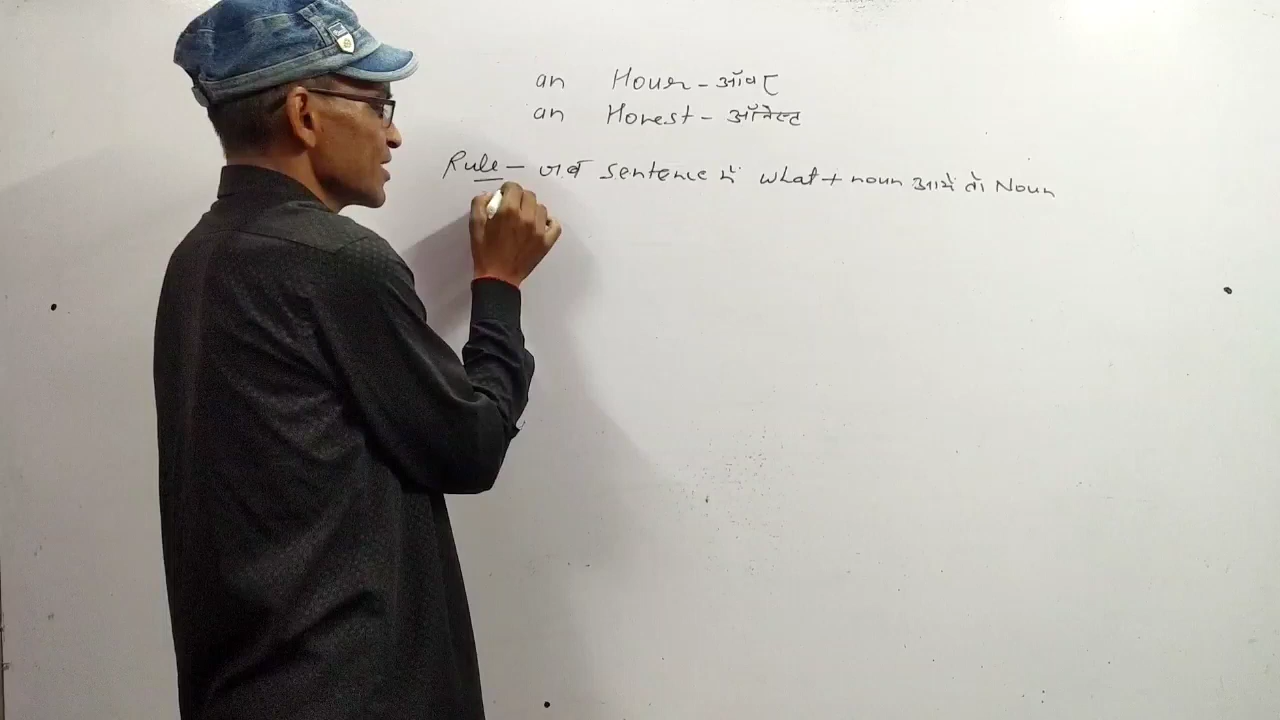 an Hour - ऑवर
an Honest - ऑनेस्ट
Rule - जब sentence में what + noun आये तो Noun